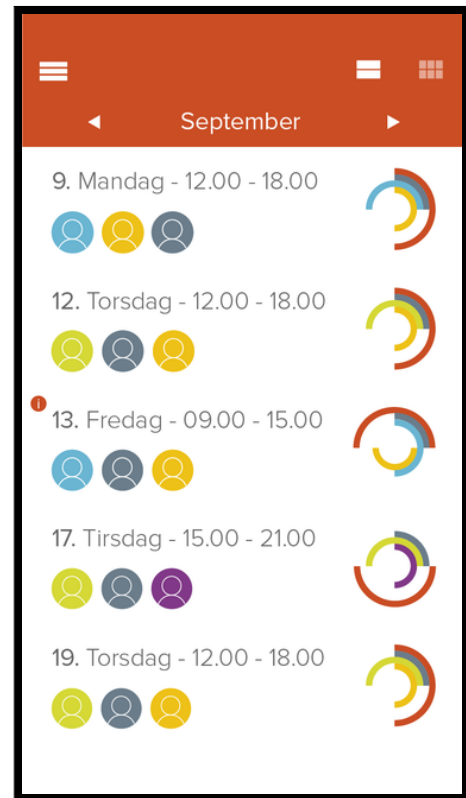 September
9. Mandag - 12.00 - 18.00
12. Torsdag - 12.00 - 18.00
i
13. Fredag - 09.00 - 15.00
17. Tirsdag - 15.00 - 21.00
19. Torsdag - 12.00 - 18.00